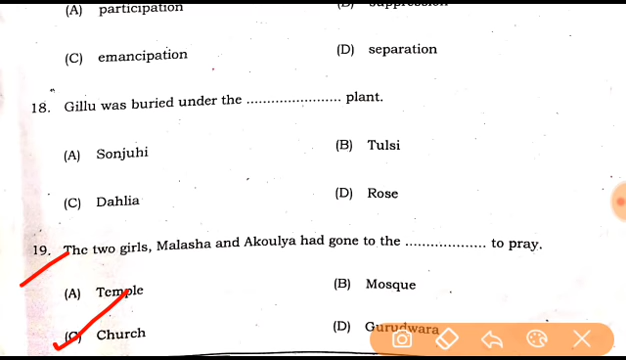 (A) participation
(B) suppression
(C) emancipation
(D) separation
18. Gillu was buried under the ........................ plant.
(A) Sonjuhi
(B) Tulsi
(C) Dahlia
(D) Rose
19. The two girls, Malasha and Akoulya had gone to the .................... to pray.
(A) Temple
(B) Mosque
(C) Church
(D) Gurudwara